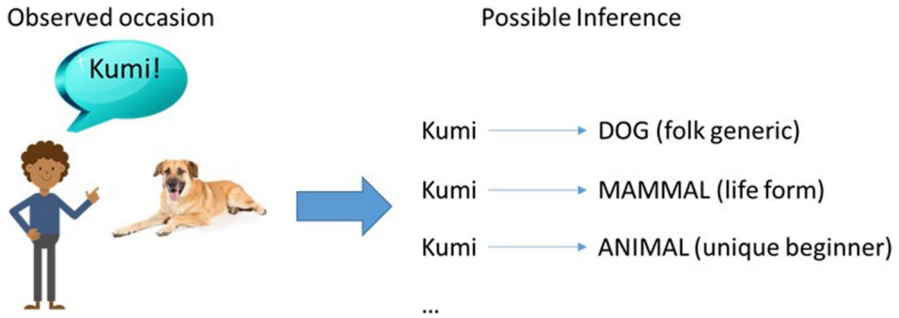 Observed occasion
Possible Inference
Kumi!
Kumi DOG (folk generic)
Kumi MAMMAL (life form)
Kumi ANIMAL (unique beginner)
...